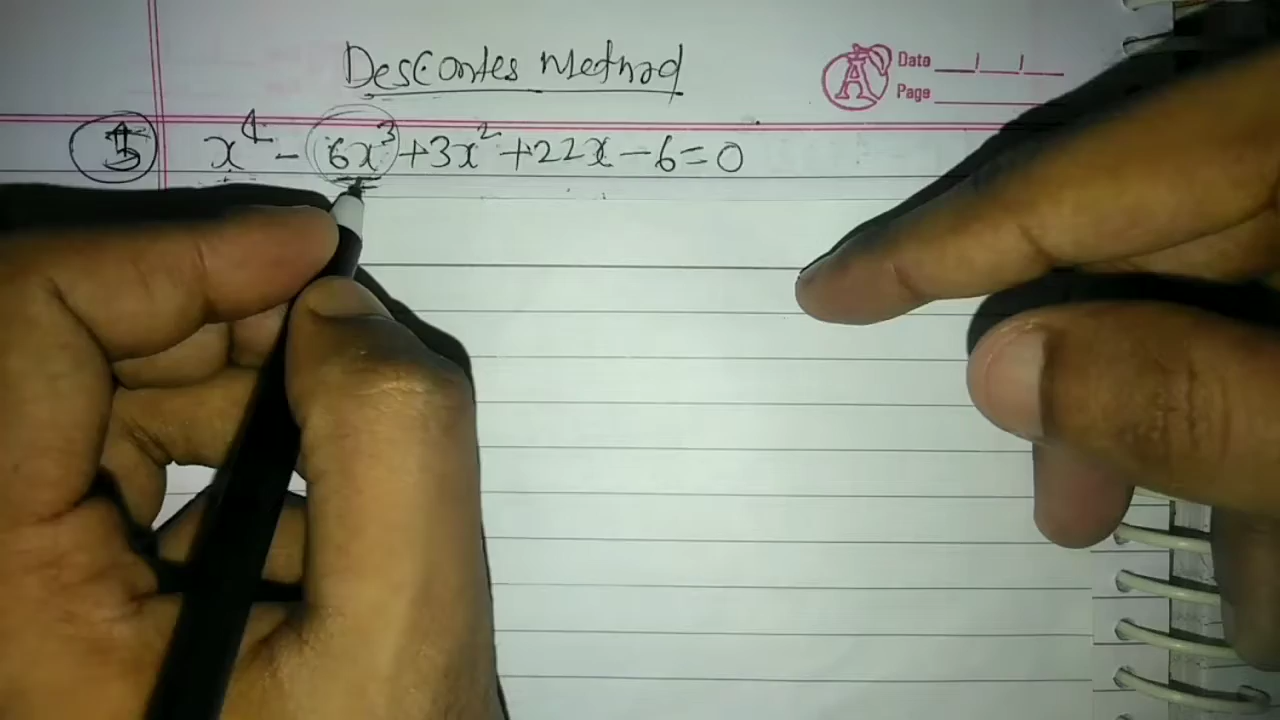 Descartes Method
Date
Page
5 x⁴ - 6x³ + 3x² + 22x - 6 = 0